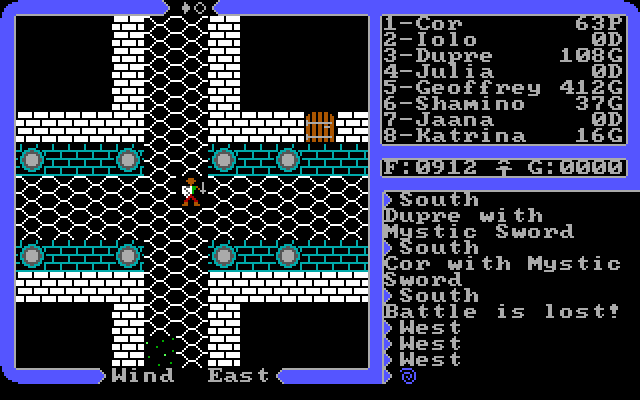 1-Cor 63P
2-Iolo 0D
3-Dupre 108G
4-Julia 0D
5-Geoffrey 412G
6-Shamino 37G
7-Jaana 0D
8-Katrina 16G
F:0912 G:0000
South
Dupre with
Mystic Sword
South
Cor with Mystic
Sword
South
Battle is lost!
West
West
West
Wind East